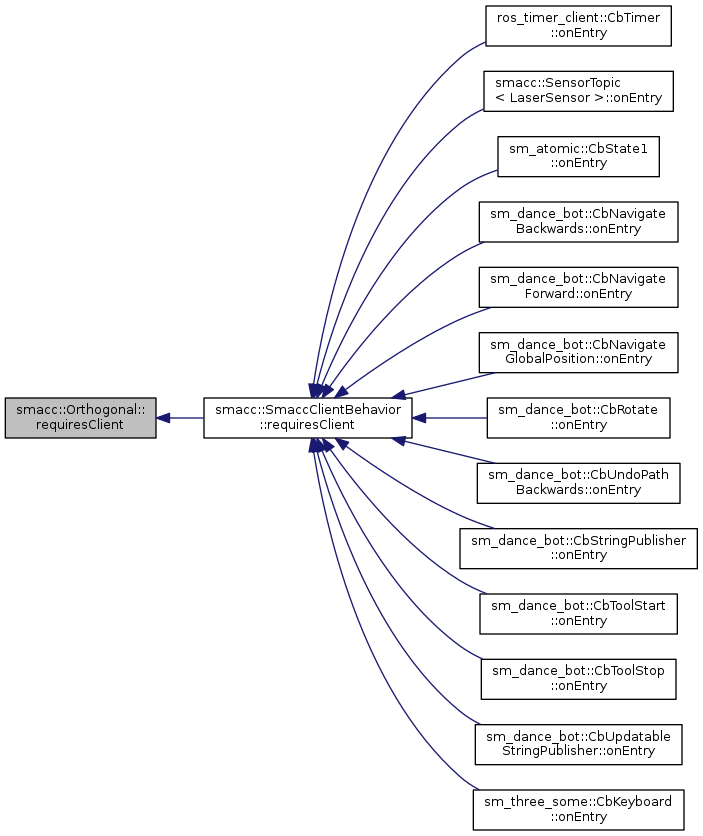 ros_timer_client::CbTimer
::onEntry
smacc::SensorTopic
< LaserSensor >::onEntry
sm_atomic::CbState1
::onEntry
sm_dance_bot::CbNavigate
Backwards::onEntry
sm_dance_bot::CbNavigate
Forward::onEntry
sm_dance_bot::CbNavigate
GlobalPosition::onEntry
smacc::Orthogonal::
requiresClient
smacc::SmaccClientBehavior
::requiresClient
sm_dance_bot::CbRotate
::onEntry
sm_dance_bot::CbUndoPath
Backwards::onEntry
sm_dance_bot::CbStringPublisher
::onEntry
sm_dance_bot::CbToolStart
::onEntry
sm_dance_bot::CbToolStop
::onEntry
sm_dance_bot::CbUpdatable
StringPublisher::onEntry
sm_three_some::CbKeyboard
::onEntry